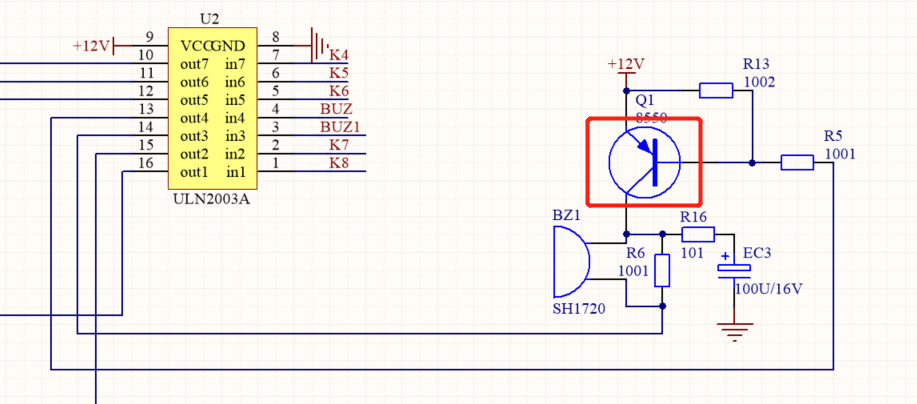 U2
+12V
9
VCC
GND
8
10
out7
in7
7
K4
11
out6
in6
6
K5
12
out5
in5
5
K6
13
out4
in4
4
BUZ
14
out3
in3
3
BUZ1
15
out2
in2
2
K7
16
out1
in1
1
K8
ULN2003A
+12V
R13
1002
Q1
8550
R5
1001
BZ1
R16
R6
101
EC3
1001
100U/16V
SH1720